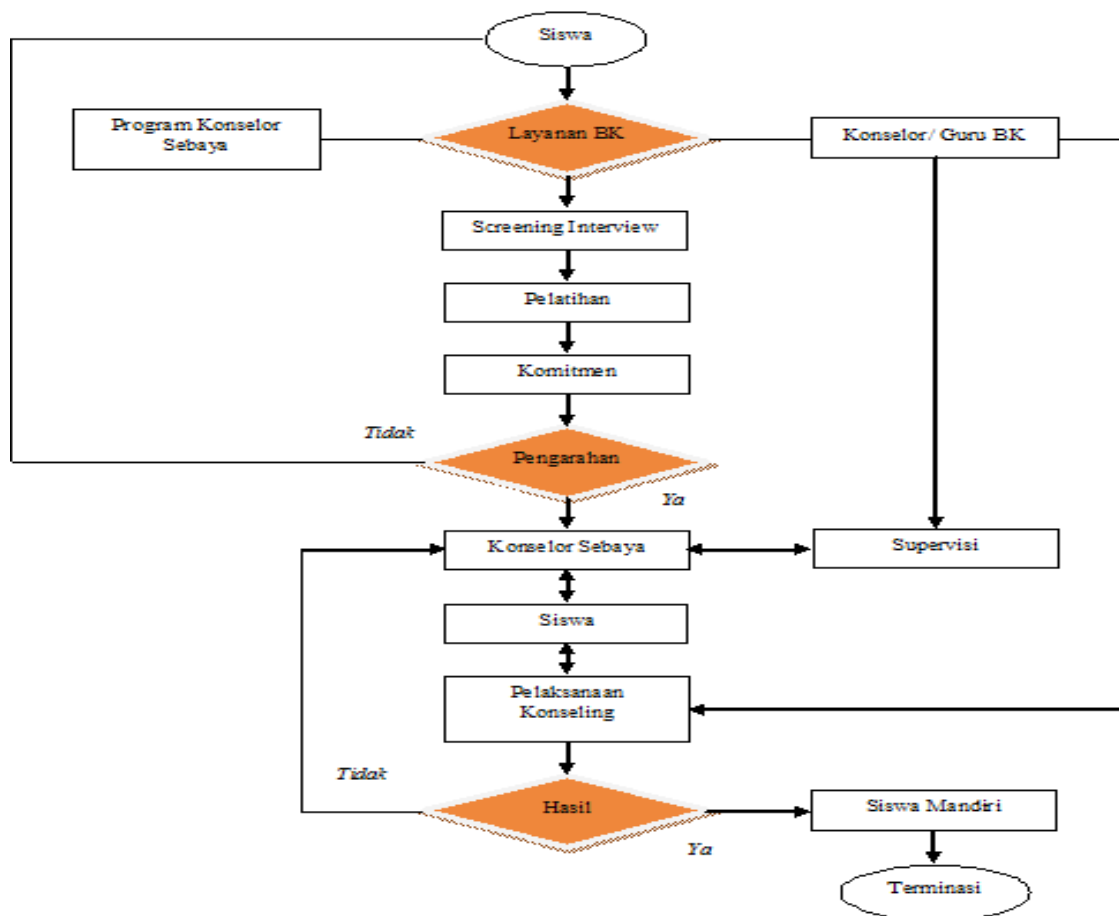 Siswa
Program Konselor
Sebaya
Layanan BK
Konselor/ Guru BK
Screening Interview
Pelatihan
Komitmen
Tidak
Pengarahan
Ya
Konselor Sebaya
Supervisi
Siswa
Pelaksanaan
Konseling
Tidak
Hasil
Siswa Mandiri
Ya
Terminasi